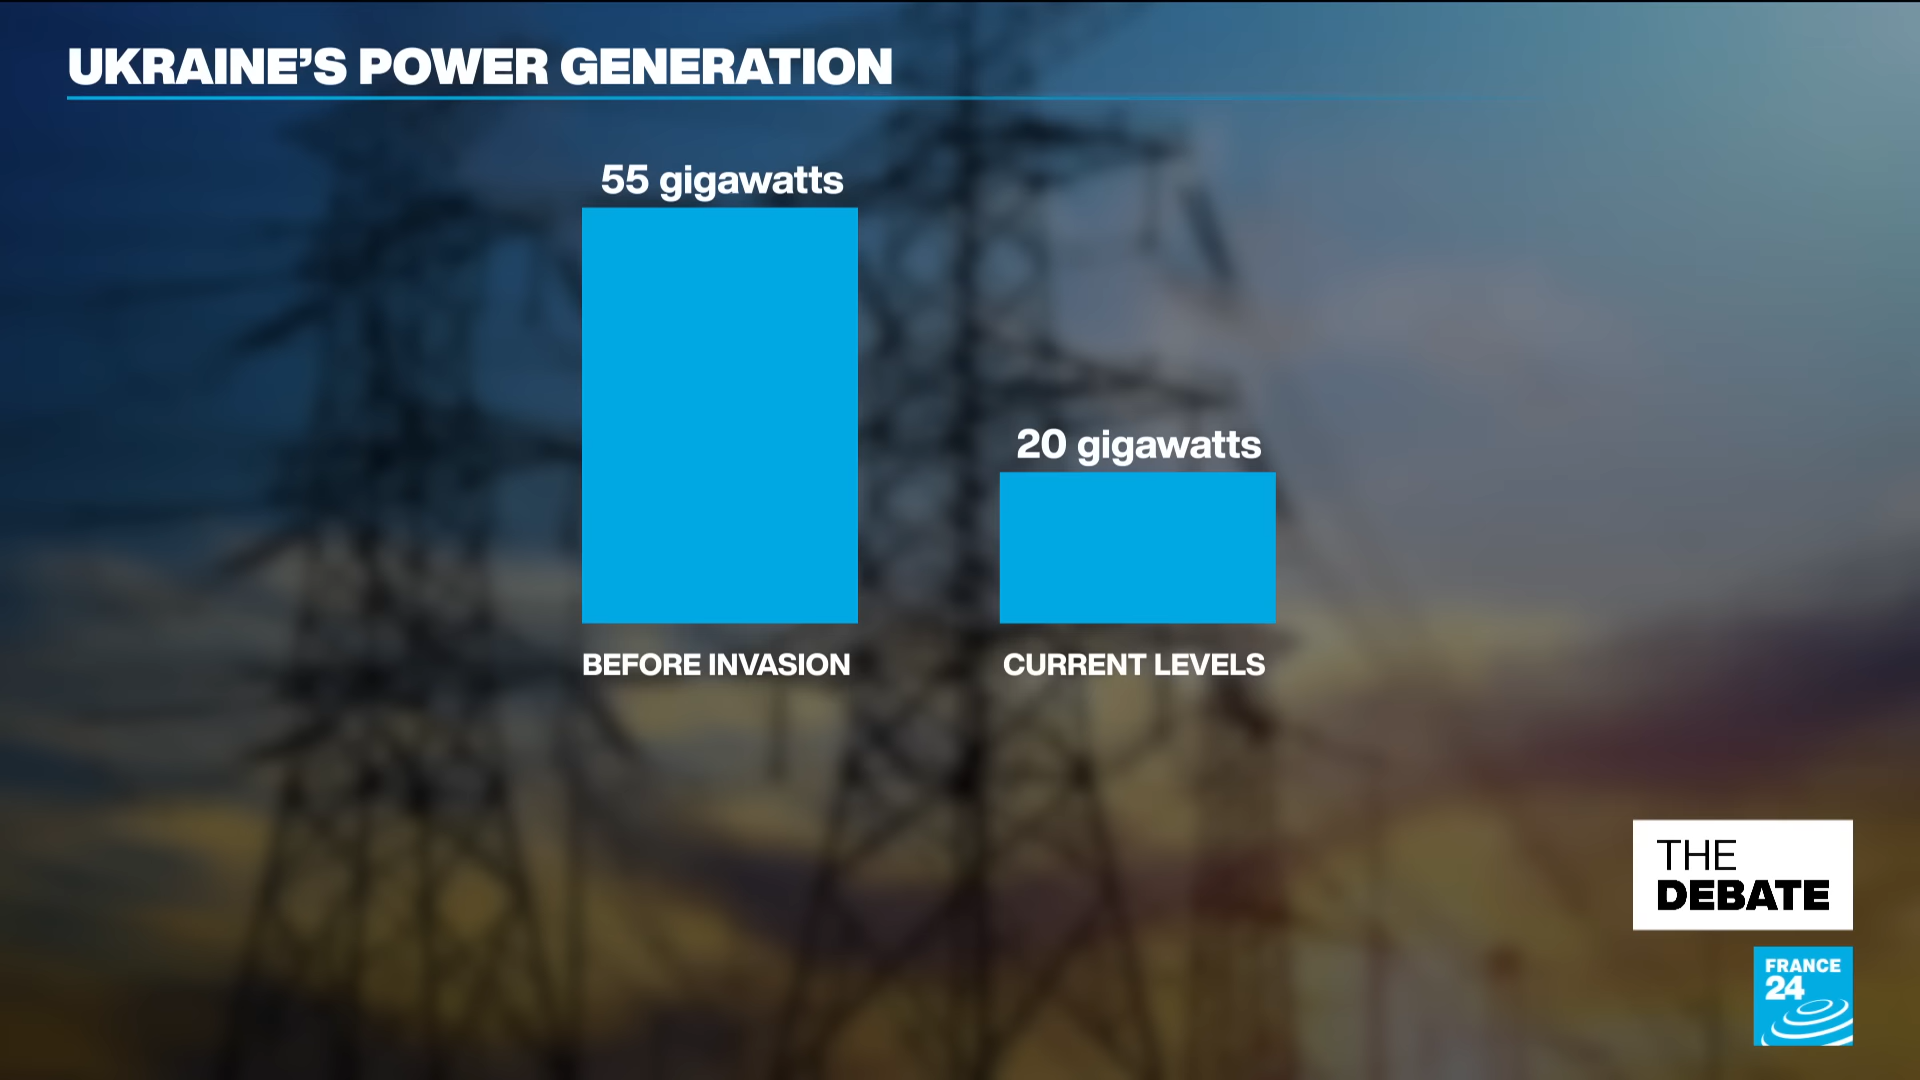 UKRAINE'S POWER GENERATION
55 gigawatts
20 gigawatts
BEFORE INVASION
CURRENT LEVELS
THE
DEBATE
FRANCE
24